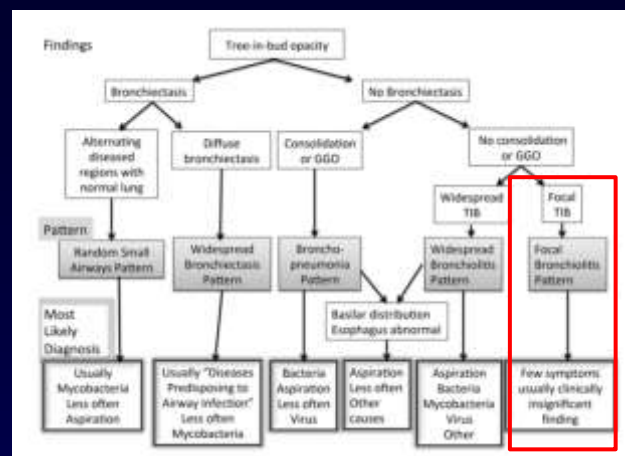 Findings
Tree-in-bud opacity
Bronchiectasis
No Bronchiectasis
Alternating
diseased
regions with
normal lung
Diffuse
bronchiectasis
Consolidation
or GGO
No consolidation
or GGO
Widespread
TIB
Focal
TIB
Pattern
Random Small
Airways Pattern
Widespread
Bronchiectasis
Pattern
Broncho-
pneumonia
Pattern
Widespread
Bronchiolitis
Pattern
Focal
Bronchiolitis
Pattern
Basilar distribution
Esophagus abnormal
Most
Likely
Diagnosis
Usually
Mycobacteria
Less often
Aspiration
Usually "Diseases
Predisposing to
Airway Infection"
Less often
Mycobacteria
Bacteria
Aspiration
Less often
Virus
Aspiration
Less often
Other
causes
Aspiration
Bacteria
Mycobacteria
Virus
Other
Few symptoms
usually clinically
insignificant
finding